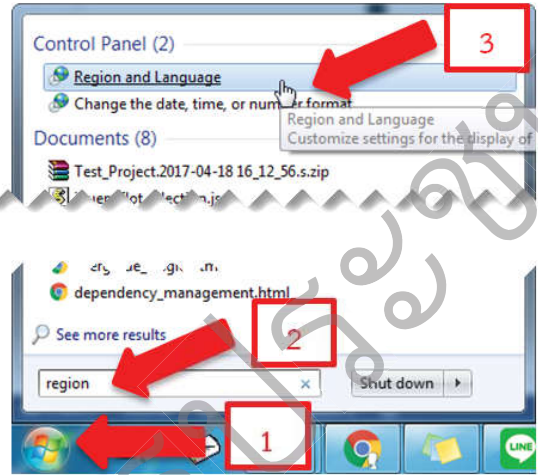 Control Panel (2)
3
Region and Language
Change the date, time, or number format
Region and Language
Customize settings for the display of
Documents (8)
Test_Project.2017-04-18 16_12_56.s.zip
dependency_management.html
See more results
2
region
Shut down
1
LINE